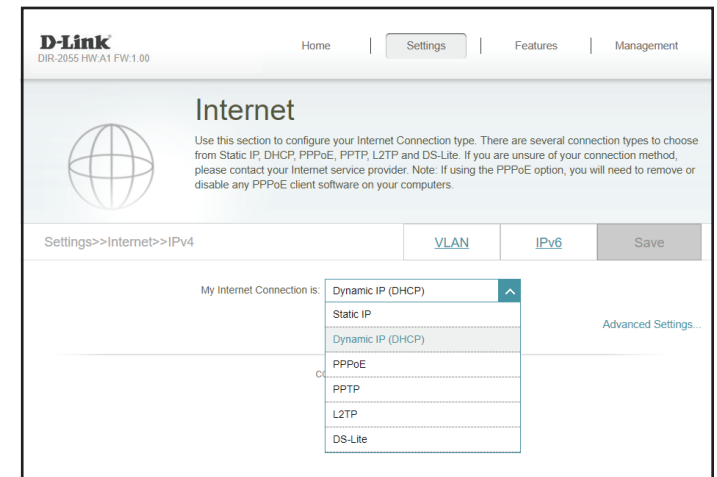 D-Link
DIR-2055 HW:A1 FW:1.00
Home | Settings | Features | Management
Internet
Use this section to configure your Internet Connection type. There are several connection types to choose
from Static IP, DHCP, PPPoE, PPTP, L2TP and DS-Lite. If you are unsure of your connection method,
please contact your Internet service provider. Note: If using the PPPoE option, you will need to remove or
disable any PPPoE client software on your computers.
Settings>>Internet>>IPv4 VLAN IPv6 Save
My Internet Connection is: Dynamic IP (DHCP)
Static IP
Advanced Settings...
Dynamic IP (DHCP)
PPPoE
PPTP
L2TP
DS-Lite